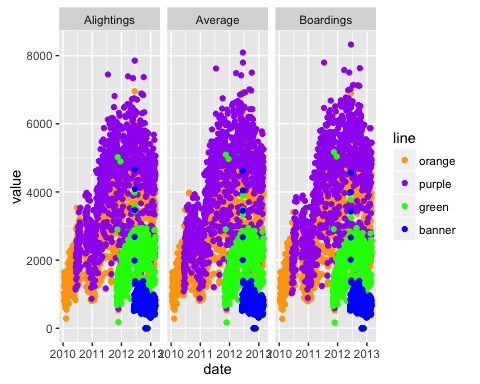 Alightings Average Boardings
8000
6000
4000
2000
0
value
2010 2011 2012 2013 2010 2011 2012 2013 2010 2011 2012 2013
date
line
orange
purple
green
banner